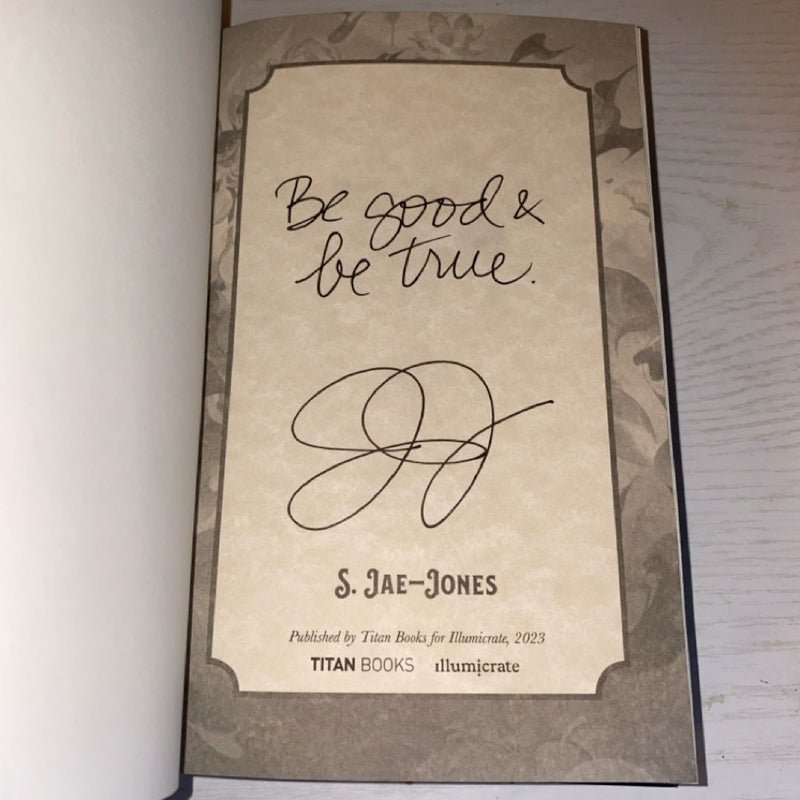 Be good &
be true.
S. JAE-JONES
Published by Titan Books for Illumicrate, 2023
TITAN BOOKS illumicrate